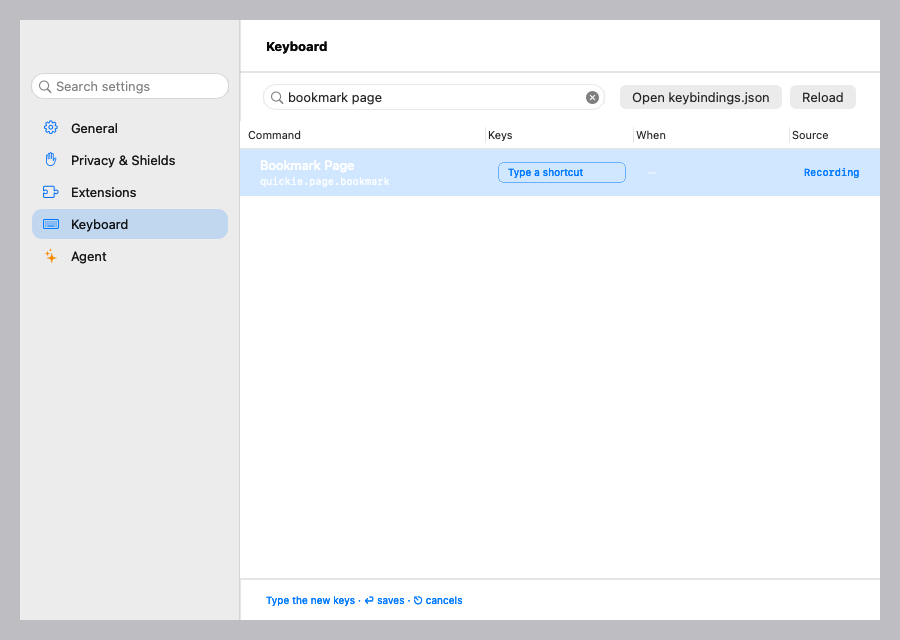 Keyboard
Search settings
General
Privacy & Shields
Extensions
Keyboard
Agent
bookmark page
Open keybindings.json
Reload
Command Keys When Source
Bookmark Page
quickie.page.bookmark
Type a shortcut
—
Recording
Type the new keys · ↩ saves · ⎋ cancels